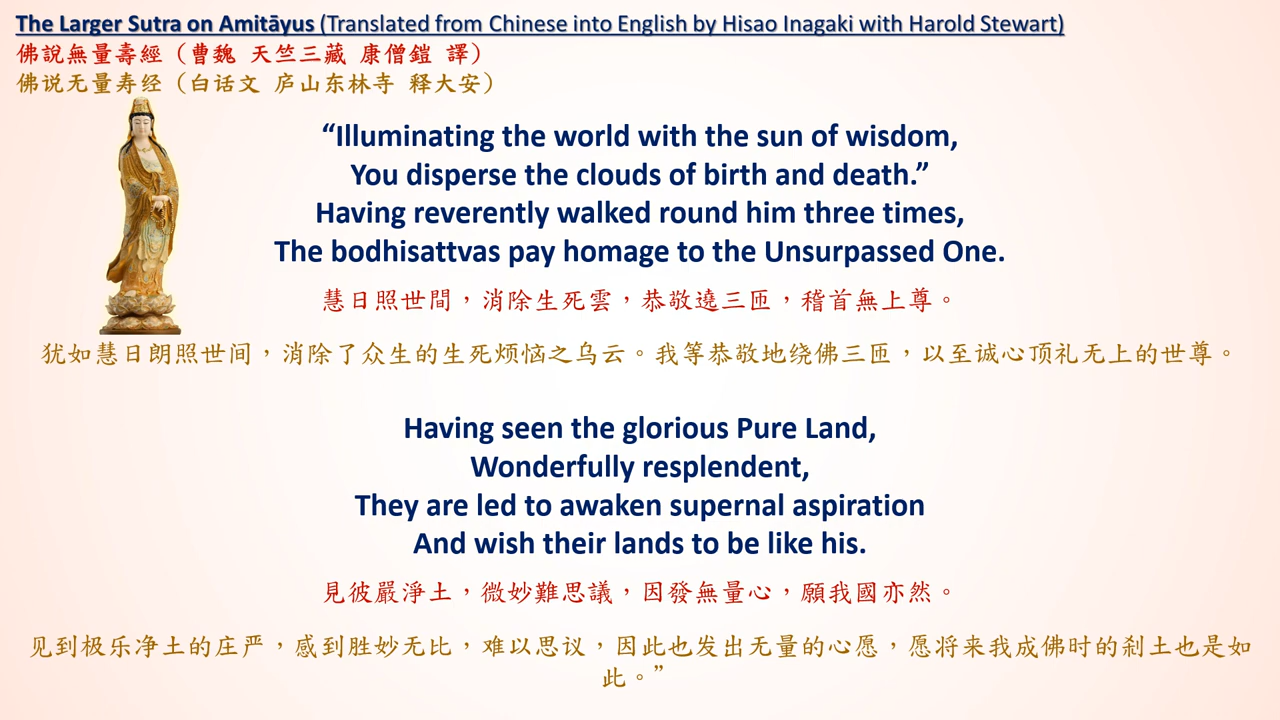 The Larger Sutra on Amitāyus (Translated from Chinese into English by Hisao Inagaki with Harold Stewart)
佛說無量壽經（曹魏 天竺三藏 康僧鎧 譯）
佛说无量寿经（白话文 庐山东林寺 释大安）
“Illuminating the world with the sun of wisdom,
You disperse the clouds of birth and death.”
Having reverently walked round him three times,
The bodhisattvas pay homage to the Unsurpassed One.
慧日照世間，消除生死雲，恭敬遶三匝，稽首無上尊。
犹如慧日朗照世间，消除了众生的生死烦恼之乌云。我等恭敬地绕佛三匝，以至诚心顶礼无上的世尊。
Having seen the glorious Pure Land,
Wonderfully resplendent,
They are led to awaken supernal aspiration
And wish their lands to be like his.
見彼嚴淨土，微妙難思議，因發無量心，願我國亦然。
见到极乐净土的庄严，感到胜妙无比，难以思议，因此也发出无量的心愿，愿将来我成佛时的刹土也是如
此。”